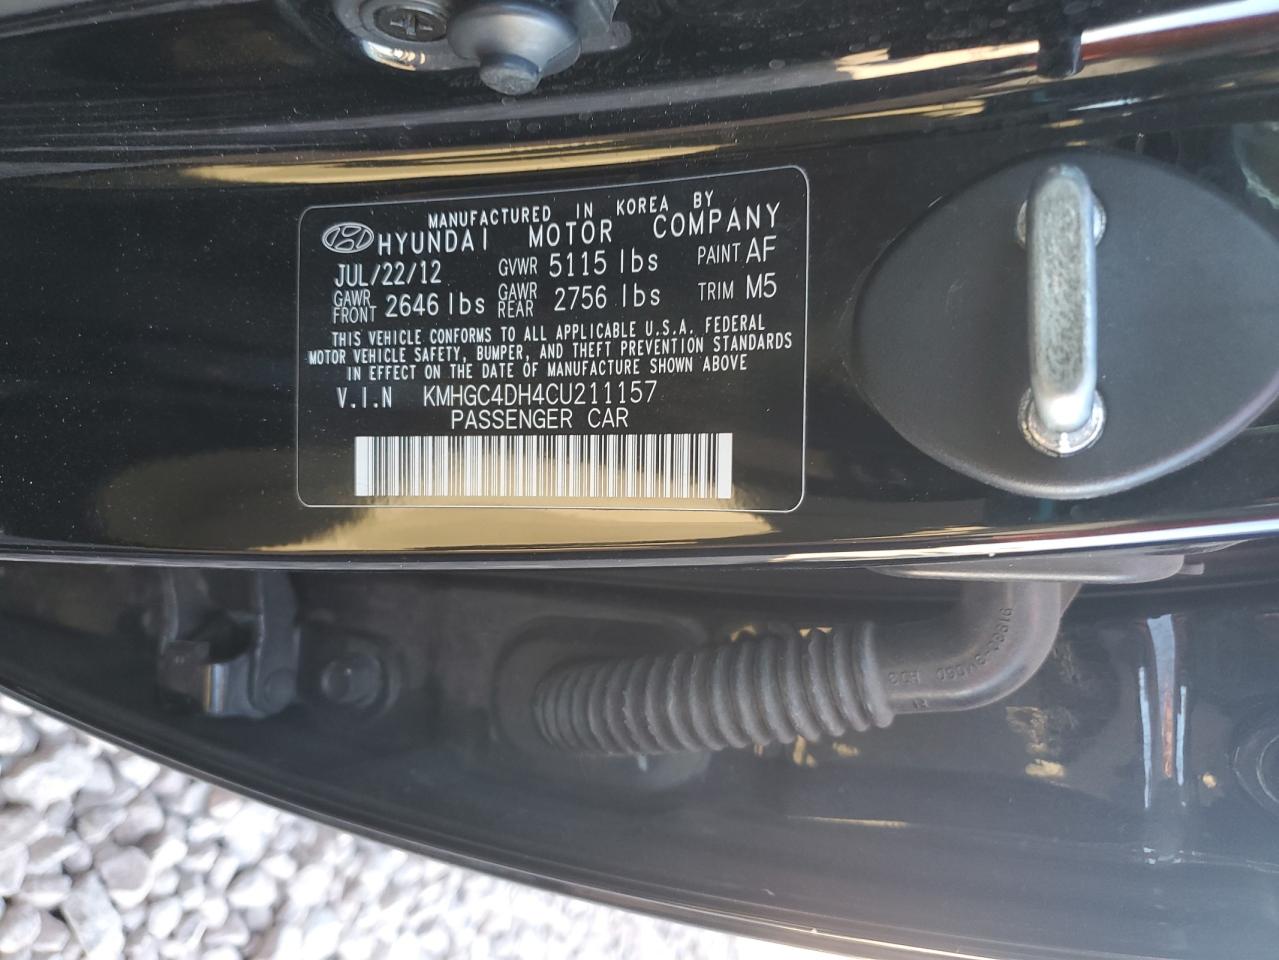 MANUFACTURED IN KOREA BY
HYUNDAI MOTOR COMPANY
JUL/22/12 GVWR 5115 lbs PAINT AF
GAWR FRONT 2646 lbs GAWR REAR 2756 lbs TRIM M5
THIS VEHICLE CONFORMS TO ALL APPLICABLE U.S.A. FEDERAL
MOTOR VEHICLE SAFETY, BUMPER, AND THEFT PREVENTION STANDARDS
IN EFFECT ON THE DATE OF MANUFACTURE SHOWN ABOVE
V.I.N KMHGC4DH4CU211157
PASSENGER CAR